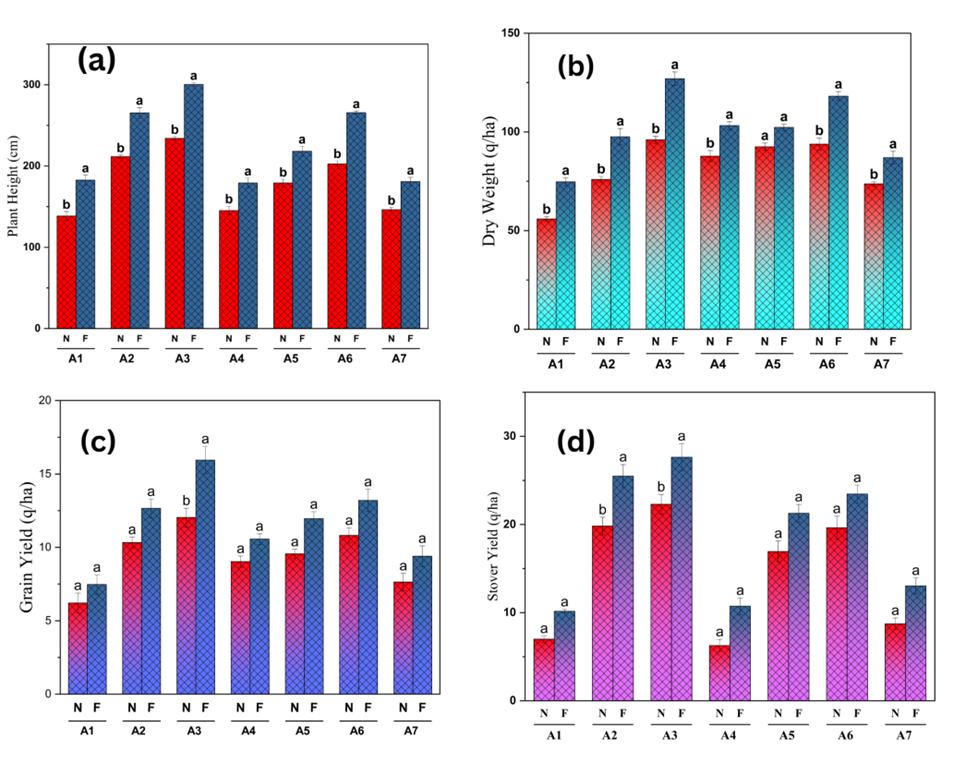 (a)
Plant Height (cm)
300
200
100
0
b a b a b a b a b a b a b a
N F N F N F N F N F N F N F
A1 A2 A3 A4 A5 A6 A7
(b)
Dry Weight (q/ha)
150
100
50
0
b a b a b a b a a a b a b a
N F N F N F N F N F N F N F
A1 A2 A3 A4 A5 A6 A7
(c)
Grain Yield (q/ha)
20
15
10
5
0
a a a a b a a a a a a a a a
N F N F N F N F N F N F N F
A1 A2 A3 A4 A5 A6 A7
(d)
Stover Yield (q/ha)
30
20
10
0
a a b a b a a a a a a a a a
N F N F N F N F N F N F N F
A1 A2 A3 A4 A5 A6 A7